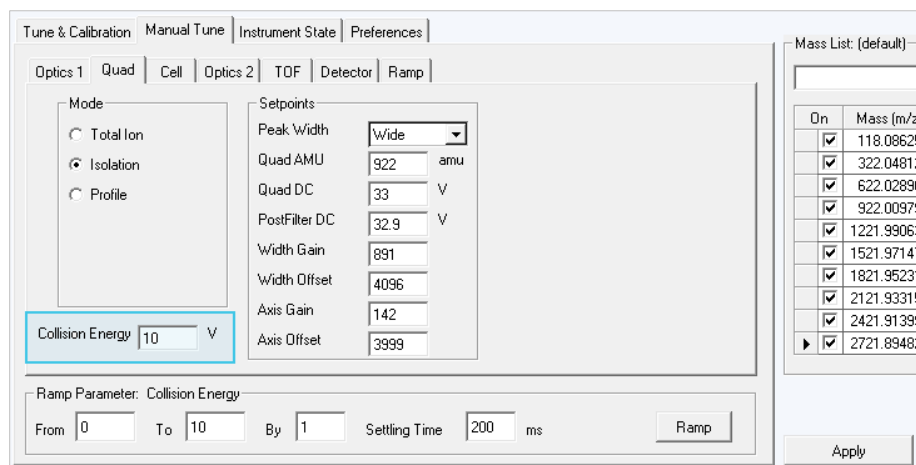 Tune & Calibration Manual Tune Instrument State Preferences
Optics 1 Quad Cell Optics 2 TOF Detector Ramp
Mode
Total Ion
Isolation
Profile
Collision Energy 10 V
Setpoints
Peak Width Wide
Quad AMU 922 amu
Quad DC 33 V
PostFilter DC 32.9 V
Width Gain 891
Width Offset 4096
Axis Gain 142
Axis Offset 3999
Ramp Parameter: Collision Energy
From 0 To 10 By 1 Settling Time 200 ms Ramp
Mass List: (default)
On Mass (m/z
118.08625
322.04812
622.02896
922.00979
1221.99063
1521.97147
1821.95231
2121.93315
2421.91399
2721.89482
Apply